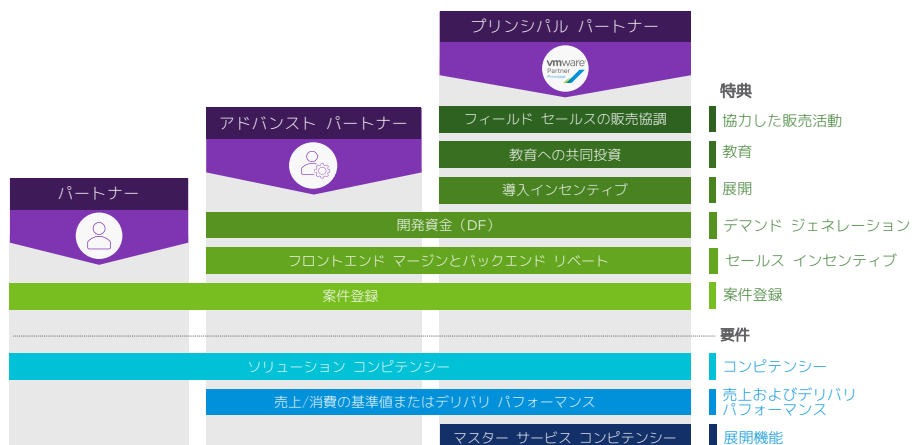 プリンシパル パートナー
vmware
Partner
Principal
特典
アドバンスト パートナー
フィールド セールスの販売協調
協力した販売活動
教育への共同投資
教育
パートナー
導入インセンティブ
展開
開発資金（DF）
デマンド ジェネレーション
フロントエンド マージンとバックエンド リベート
セールス インセンティブ
案件登録
案件登録
要件
ソリューション コンピテンシー
コンピテンシー
売上/消費の基準値またはデリバリ パフォーマンス
売上およびデリバリ
パフォーマンス
マスター サービス コンピテンシー
展開機能